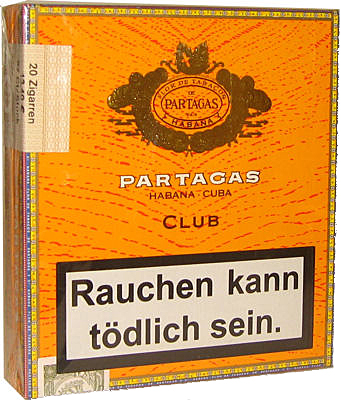 FLOR DE TABACOS
DE
PARTAGAS
HABANA
PARTAGAS
HABANA · CUBA
CLUB
Rauchen kann
tödlich sein.
20 Zigarren